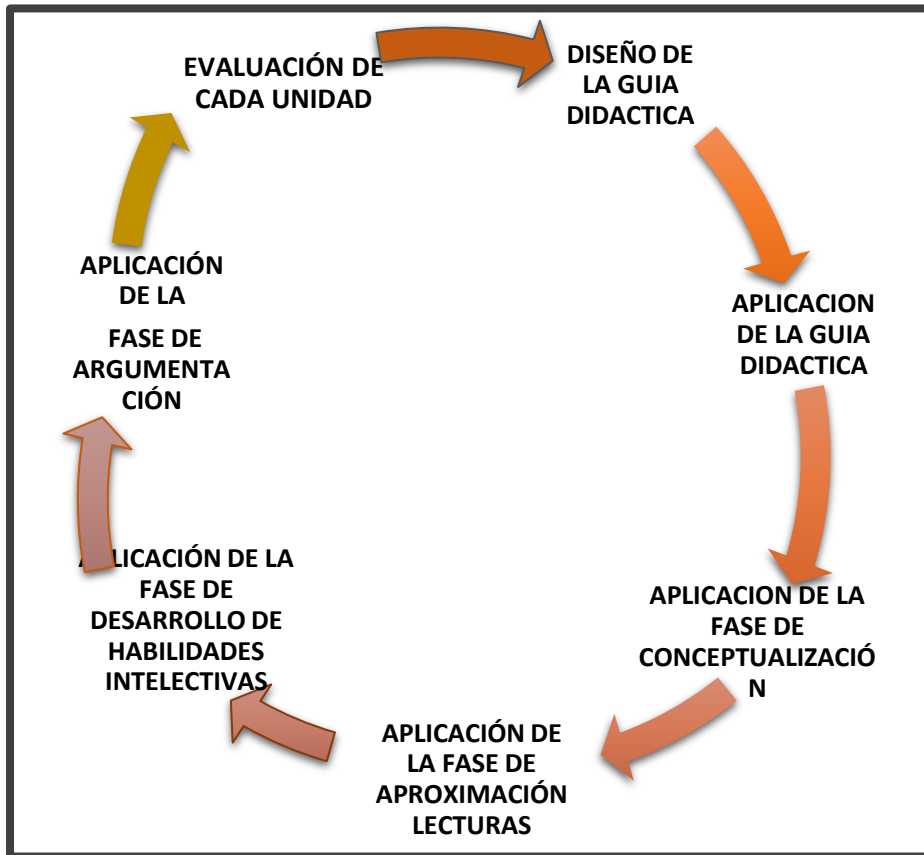 EVALUACIÓN DE
CADA UNIDAD
DISEÑO DE
LA GUIA
DIDACTICA
APLICACION
DE LA GUIA
DIDACTICA
APLICACION DE LA
FASE DE
CONCEPTUALIZACIÓ
N
APLICACIÓN DE
LA FASE DE
APROXIMACIÓN
LECTURAS
APLICACIÓN DE LA
FASE DE
DESARROLLO DE
HABILIDADES
INTELECTIVAS
APLICACIÓN
DE LA
FASE DE
ARGUMENTA
CIÓN